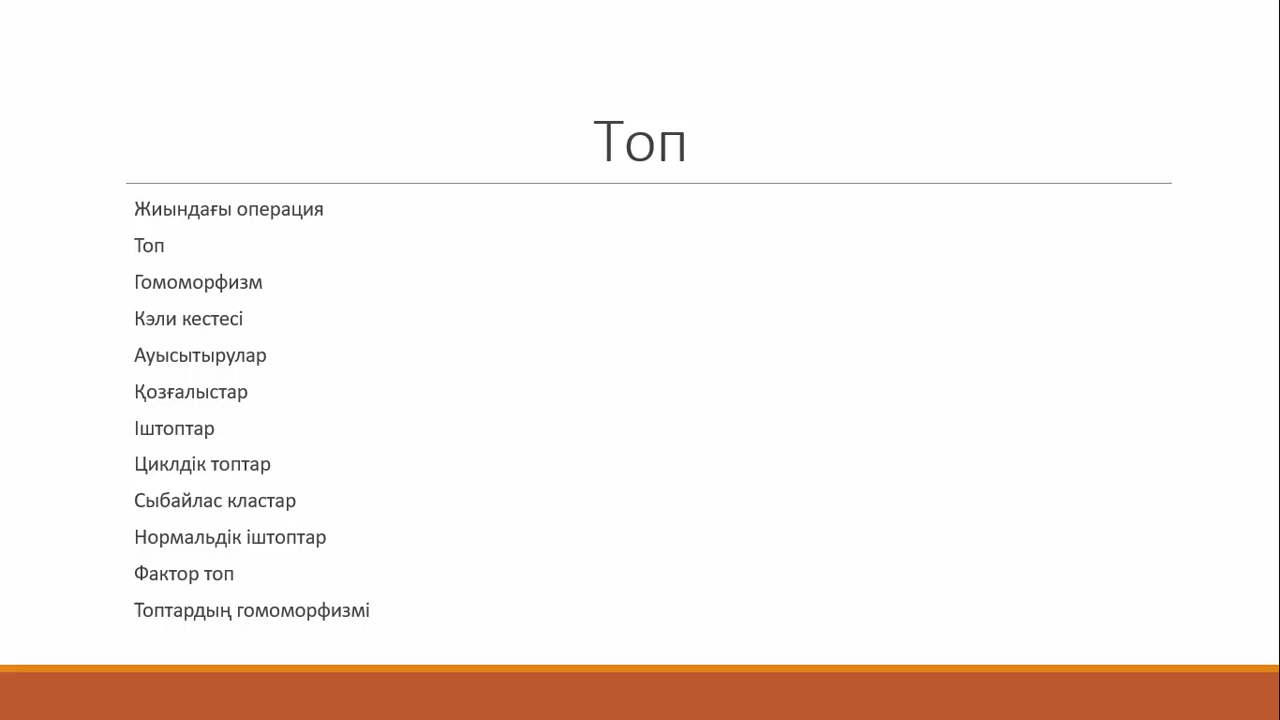 Топ
Жиындағы операция
Топ
Гомоморфизм
Кэли кестесі
Ауысытырулар
Қозғалыстар
Іштоптар
Циклдік топтар
Сыбайлас кластар
Нормальдік іштоптар
Фактор топ
Топтардың гомоморфизмі